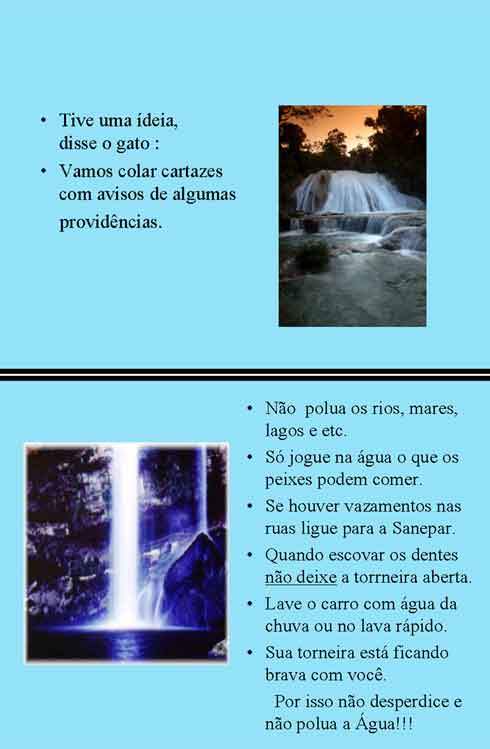 • Tive uma ídeia,
disse o gato :
• Vamos colar cartazes
com avisos de algumas
providências.
• Não polua os rios, mares,
lagos e etc.
• Só jogue na água o que os
peixes podem comer.
• Se houver vazamentos nas
ruas ligue para a Sanepar.
• Quando escovar os dentes
não deixe a torrneira aberta.
• Lave o carro com água da
chuva ou no lava rápido.
• Sua torneira está ficando
brava com você.
Por isso não desperdice e
não polua a Água!!!